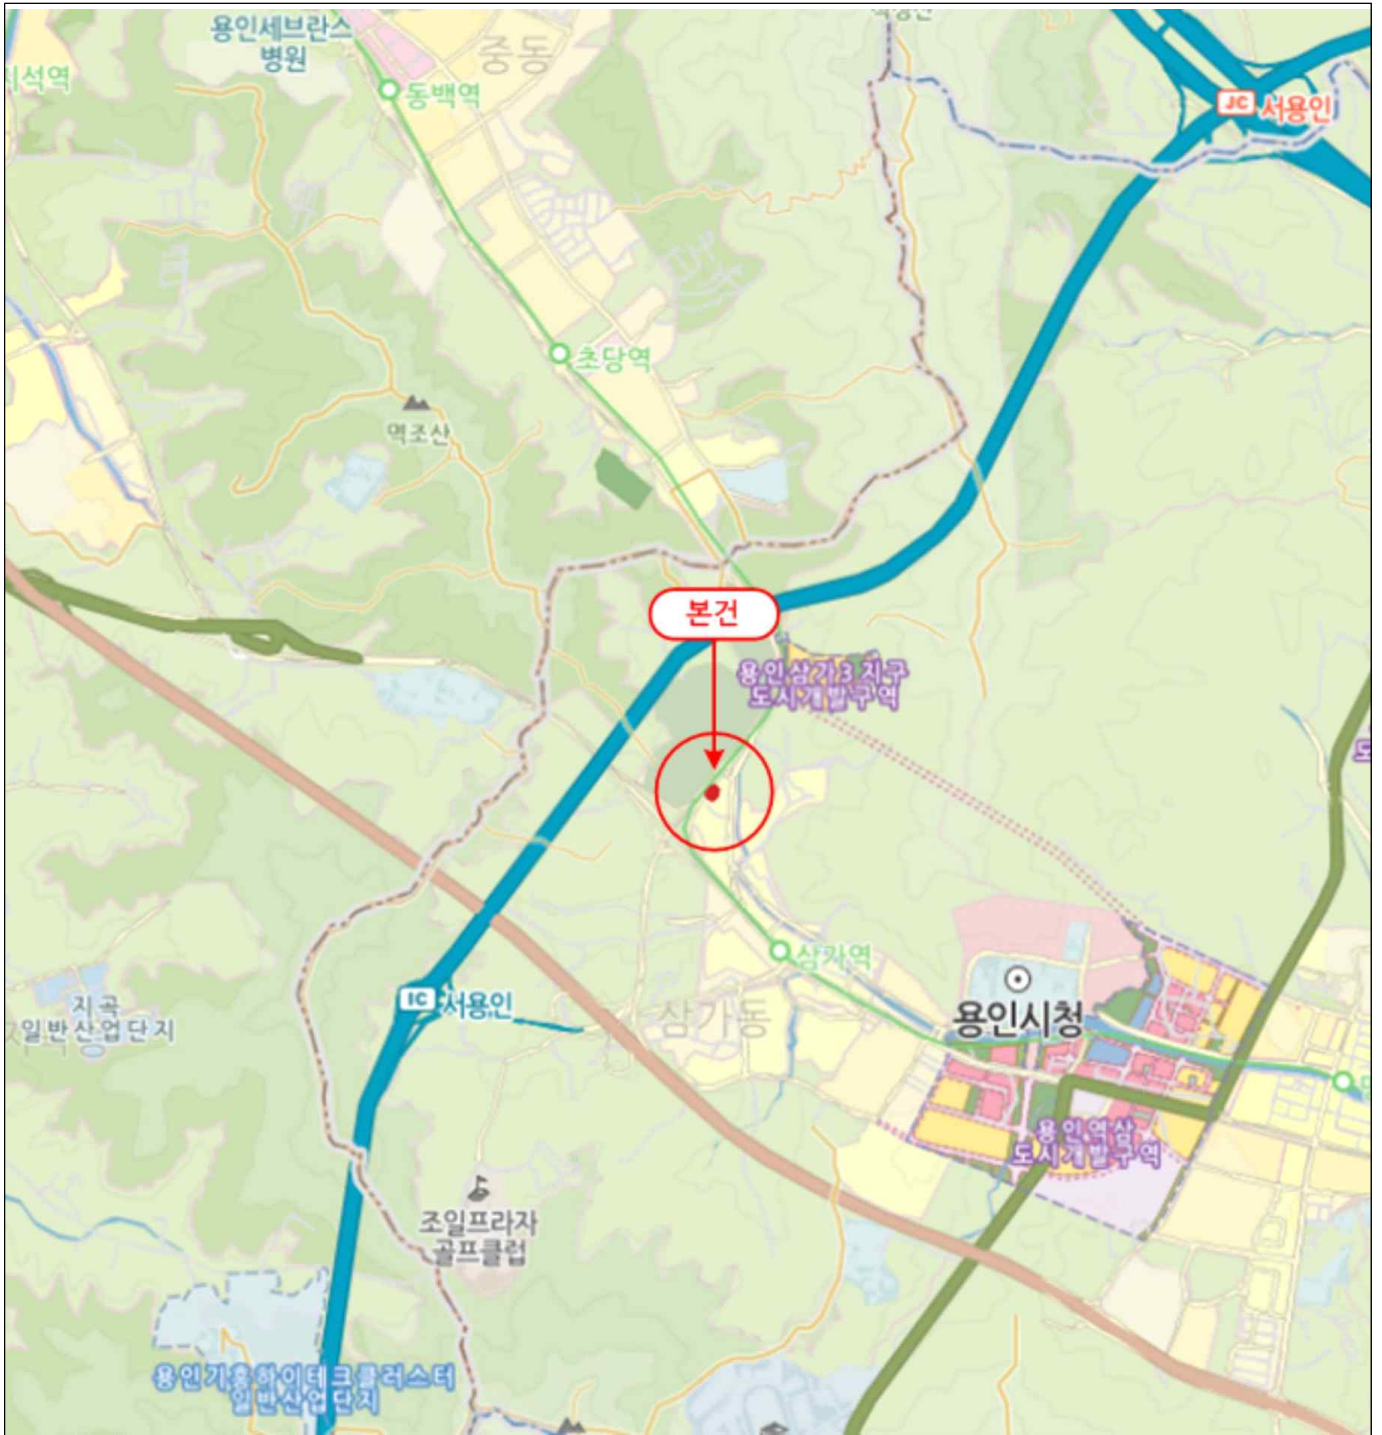 용인세브란스
병원
중동
지석역
동백역
JC 서용인
초당역
멱조산
본건
용인삼가3지구
도시개발구역
삼가역
IC 서용인
삼가동
용인시청
지곡
일반산업단지
용인역삼
도시개발구역
조일프라자
골프클럽
용인기흥하이테크클러스터
일반산업단지